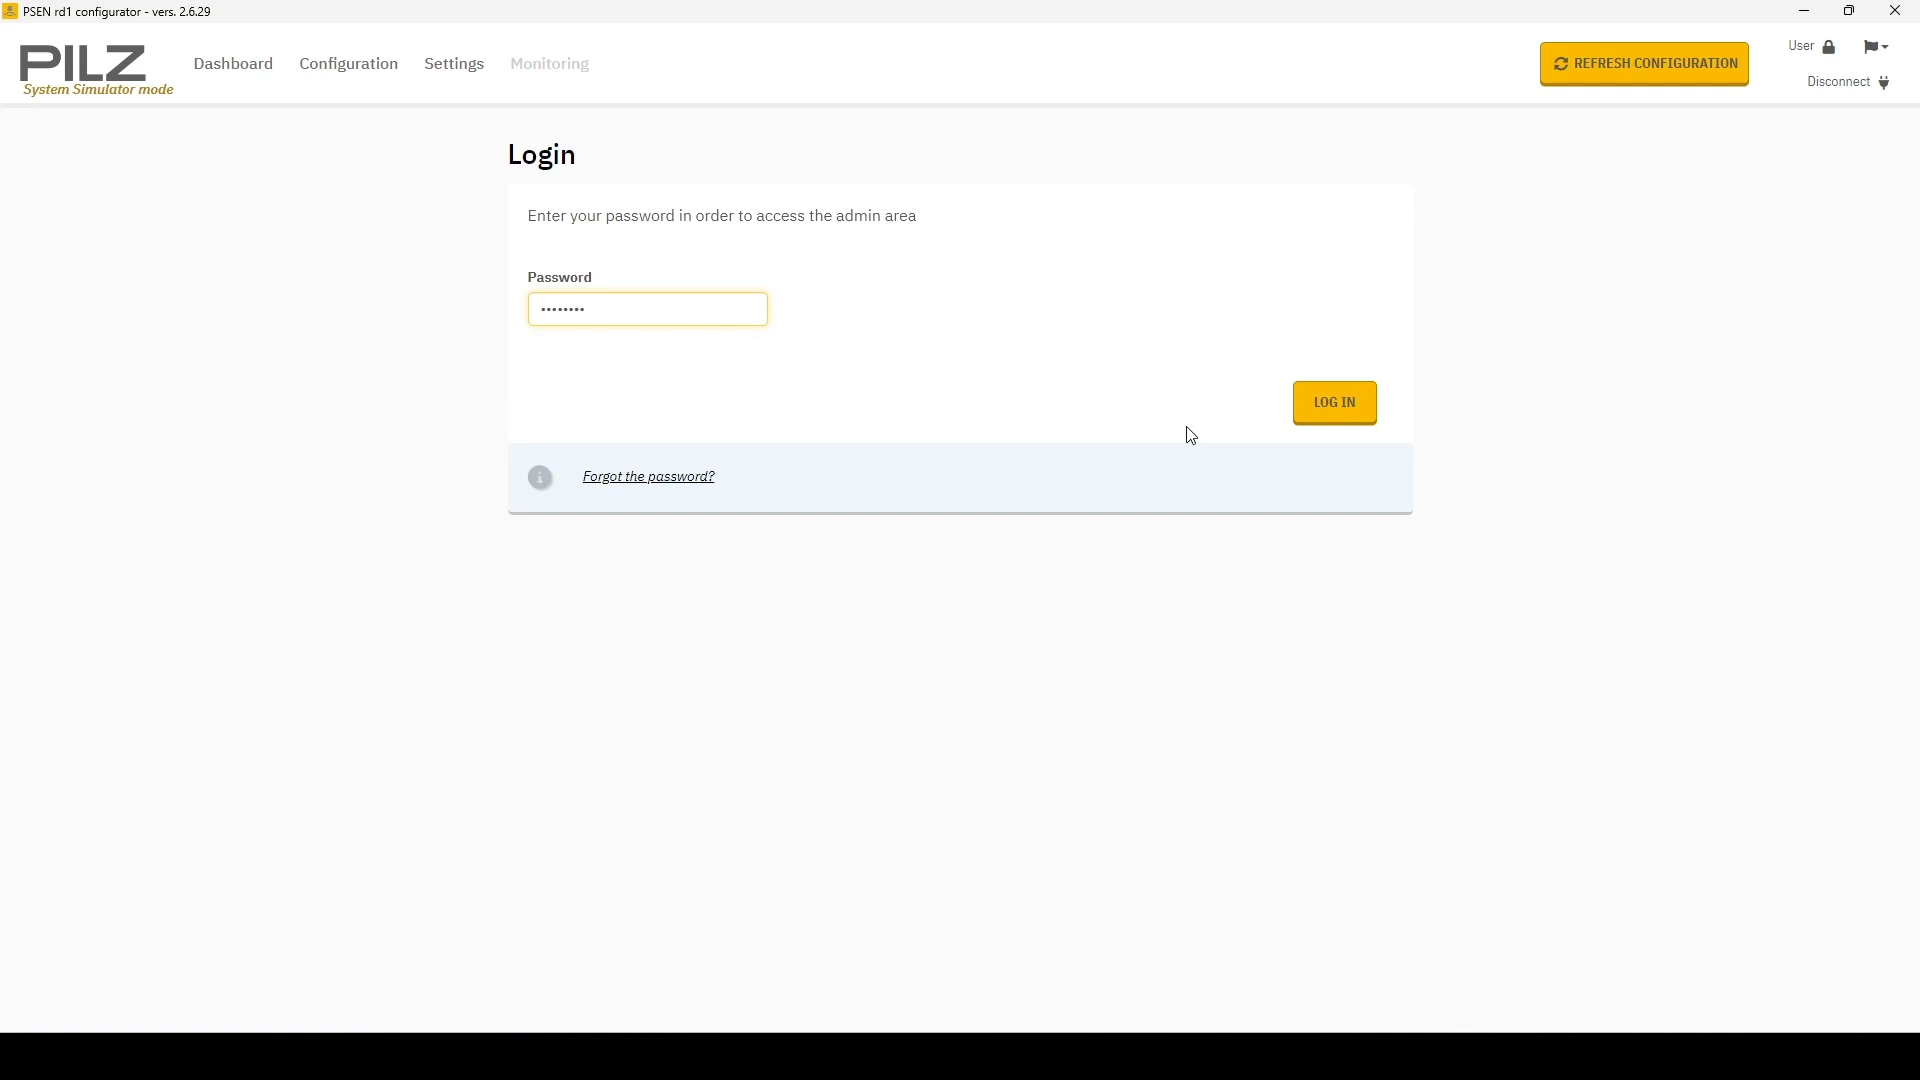 PSEN rd1 configurator - vers. 2.6.29
PILZ
System Simulator mode
Dashboard
Configuration
Settings
Monitoring
REFRESH CONFIGURATION
User
Disconnect
Login
Enter your password in order to access the admin area
Password
••••••••
LOG IN
Forgot the password?